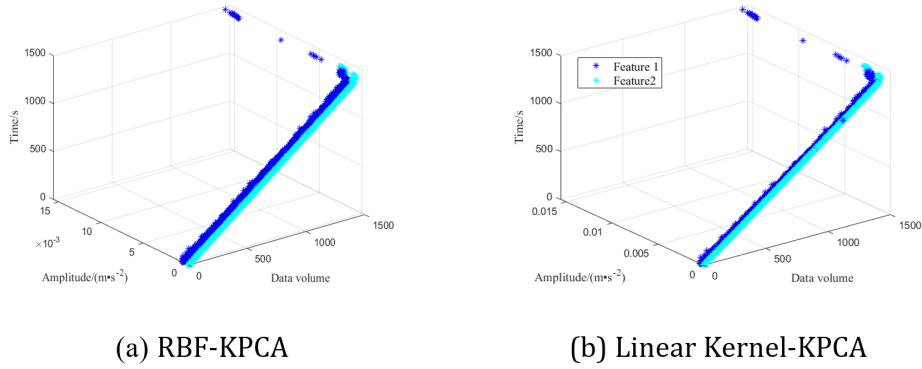 1500
1000
500
0
Time/s
15
10
5
0
×10⁻³
Amplitude/(m•s⁻²)
0
500
1000
1500
Data volume
(a) RBF-KPCA
Feature 1
Feature2
1500
1000
500
0
Time/s
0.015
0.01
0.005
0
Amplitude/(m•s⁻²)
0
500
1000
1500
Data volume
(b) Linear Kernel-KPCA